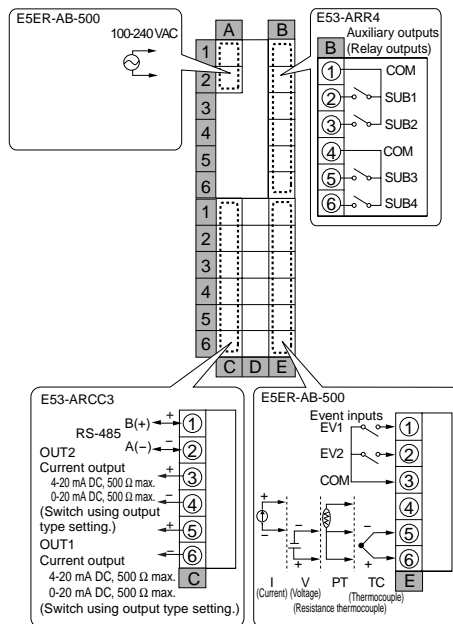 E5ER-AB-500
100-240 VAC
A B
1
2
3
4
5
6
1
2
3
4
5
6
C D E
E53-ARR4
Auxiliary outputs
(Relay outputs)
B
1 COM
2 SUB1
3 SUB2
4 COM
5 SUB3
6 SUB4
E53-ARCC3
RS-485
+ B(+) 1
− A(−) 2
OUT2
Current output
4-20 mA DC, 500 Ω max.
0-20 mA DC, 500 Ω max.
(Switch using output
type setting.)
+ 3
− 4
OUT1
Current output
4-20 mA DC, 500 Ω max.
0-20 mA DC, 500 Ω max.
(Switch using output type setting.)
+ 5
− 6
C
E5ER-AB-500
Event inputs
EV1 1
EV2 2
COM 3
4
5
6
+ − − + − +
I V PT TC
(Current) (Voltage) (Thermocouple)
(Resistance thermocouple)
E